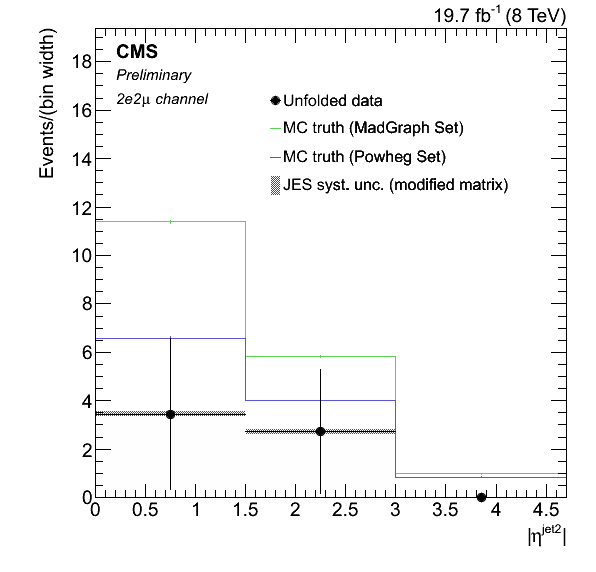 19.7 fb⁻¹ (8 TeV)
CMS
Preliminary
2e2μ channel
Unfolded data
MC truth (MadGraph Set)
MC truth (Powheg Set)
JES syst. unc. (modified matrix)
Events/(bin width)
18
16
14
12
10
8
6
4
2
0
0 0.5 1 1.5 2 2.5 3 3.5 4 4.5
|η^jet2|